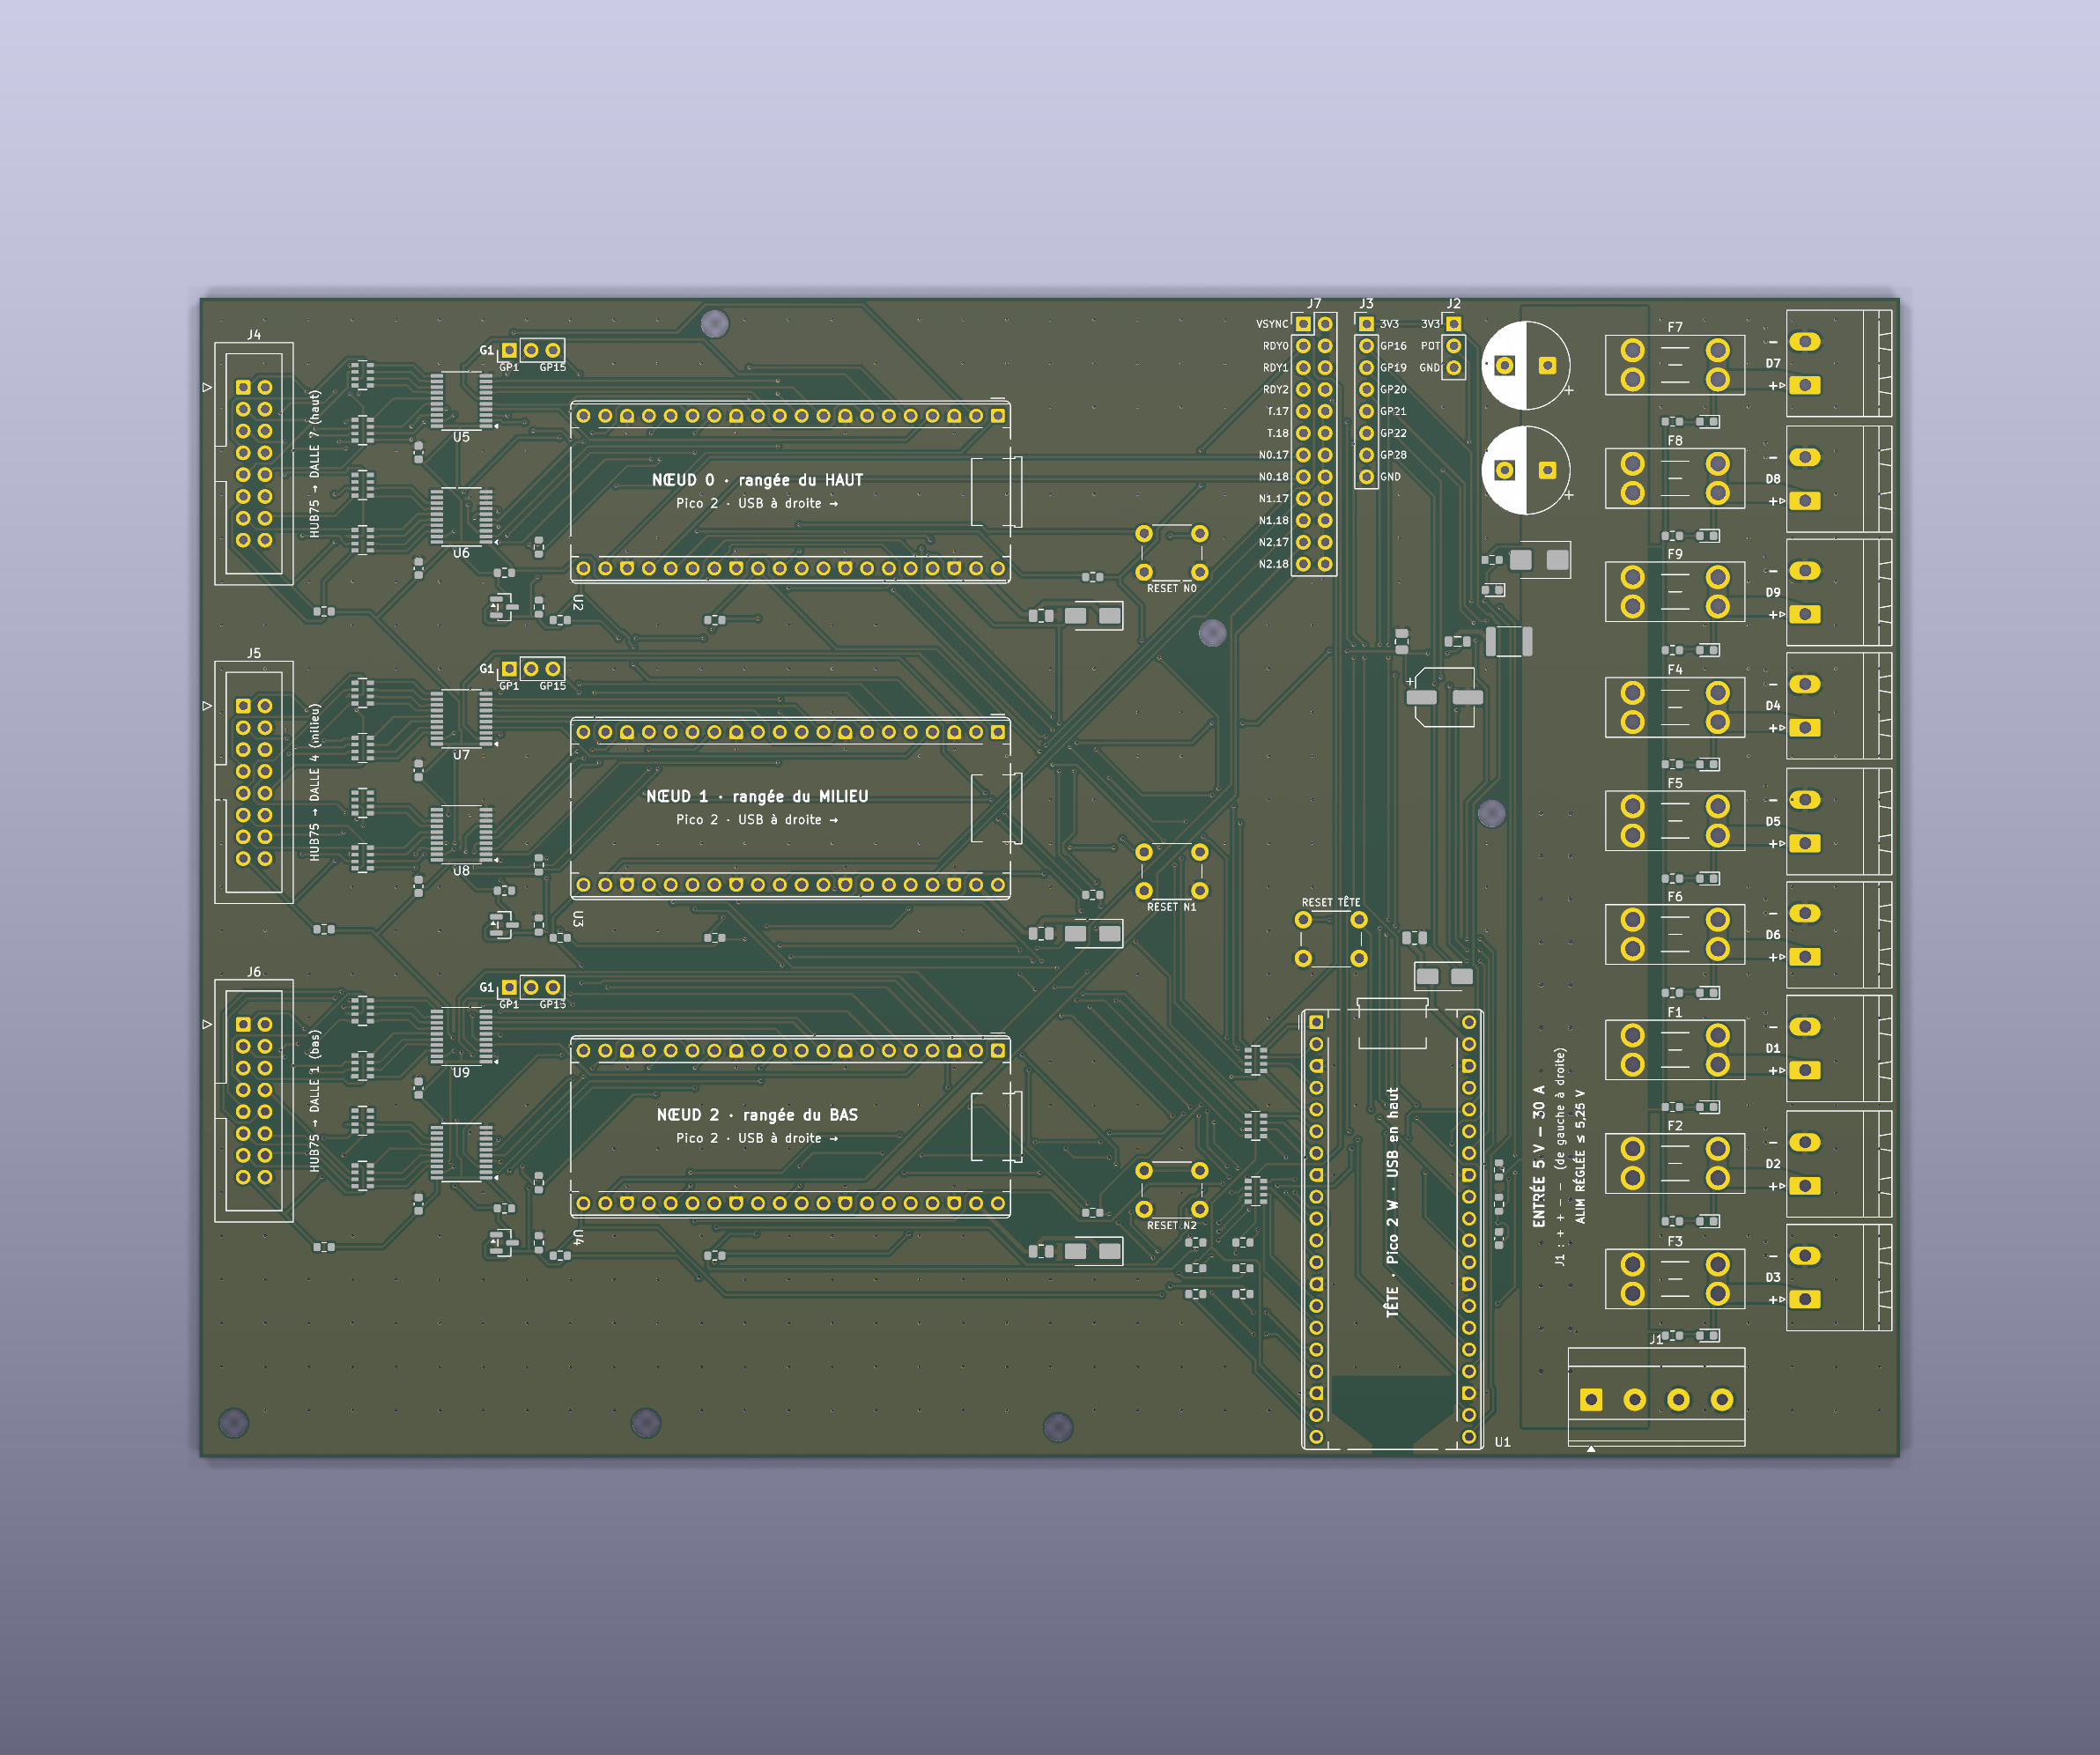 J4
HUB75 → DALLE 7 (haut)
G1
GP1
GP15
U5
U6
U2
NŒUD 0 · rangée du HAUT
Pico 2 · USB à droite →
RESET N0
J5
HUB75 → DALLE 4 (milieu)
G1
GP1
GP15
U7
U8
U3
NŒUD 1 · rangée du MILIEU
Pico 2 · USB à droite →
RESET N1
J6
HUB75 → DALLE 1 (bas)
G1
GP1
GP15
U9
U4
NŒUD 2 · rangée du BAS
Pico 2 · USB à droite →
RESET N2
J7
VSYNC
RDY0
RDY1
RDY2
T.17
T.18
N0.17
N0.18
N1.17
N1.18
N2.17
N2.18
J3
3V3
GP16
GP19
GP20
GP21
GP22
GP28
GND
J2
3V3
POT
GND
+
+
+
RESET TÊTE
TÊTE · Pico 2 W · USB en haut
U1
ENTRÉE 5 V — 30 A
J1 : + + − − (de gauche à droite)
ALIM RÉGLÉE ≤ 5,25 V
F7
−
D7
+
F8
−
D8
+
F9
−
D9
+
F4
−
D4
+
F5
−
D5
+
F6
−
D6
+
F1
−
D1
+
F2
−
D2
+
F3
−
D3
+
J1